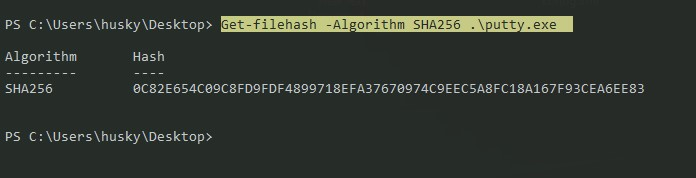 PS C:\Users\husky\Desktop> Get-filehash -Algorithm SHA256 .\putty.exe
Algorithm Hash
--------- ----
SHA256 0C82E654C09C8FD9FDF4899718EFA37670974C9EEC5A8FC18A167F93CEA6EE83
PS C:\Users\husky\Desktop>